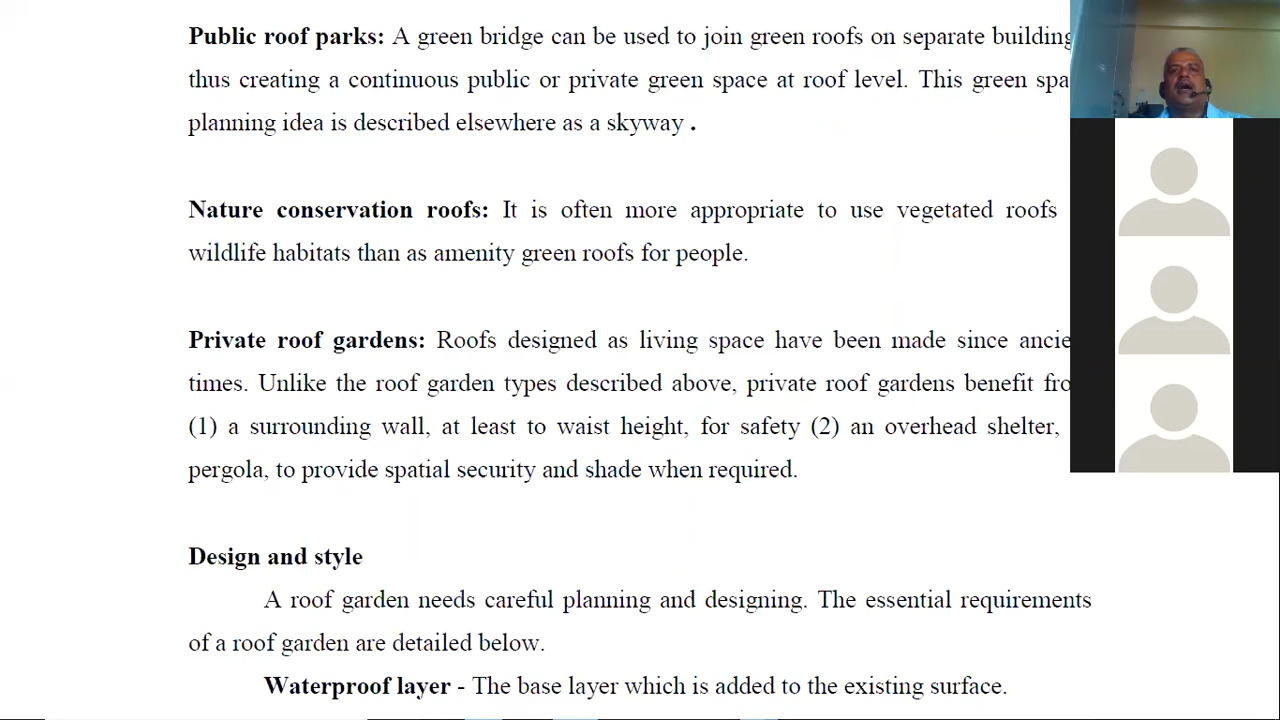 Public roof parks: A green bridge can be used to join green roofs on separate building
thus creating a continuous public or private green space at roof level. This green spa
planning idea is described elsewhere as a skyway .
Nature conservation roofs: It is often more appropriate to use vegetated roofs
wildlife habitats than as amenity green roofs for people.
Private roof gardens: Roofs designed as living space have been made since ancie
times. Unlike the roof garden types described above, private roof gardens benefit fro
(1) a surrounding wall, at least to waist height, for safety (2) an overhead shelter,
pergola, to provide spatial security and shade when required.
Design and style
A roof garden needs careful planning and designing. The essential requirements
of a roof garden are detailed below.
Waterproof layer - The base layer which is added to the existing surface.